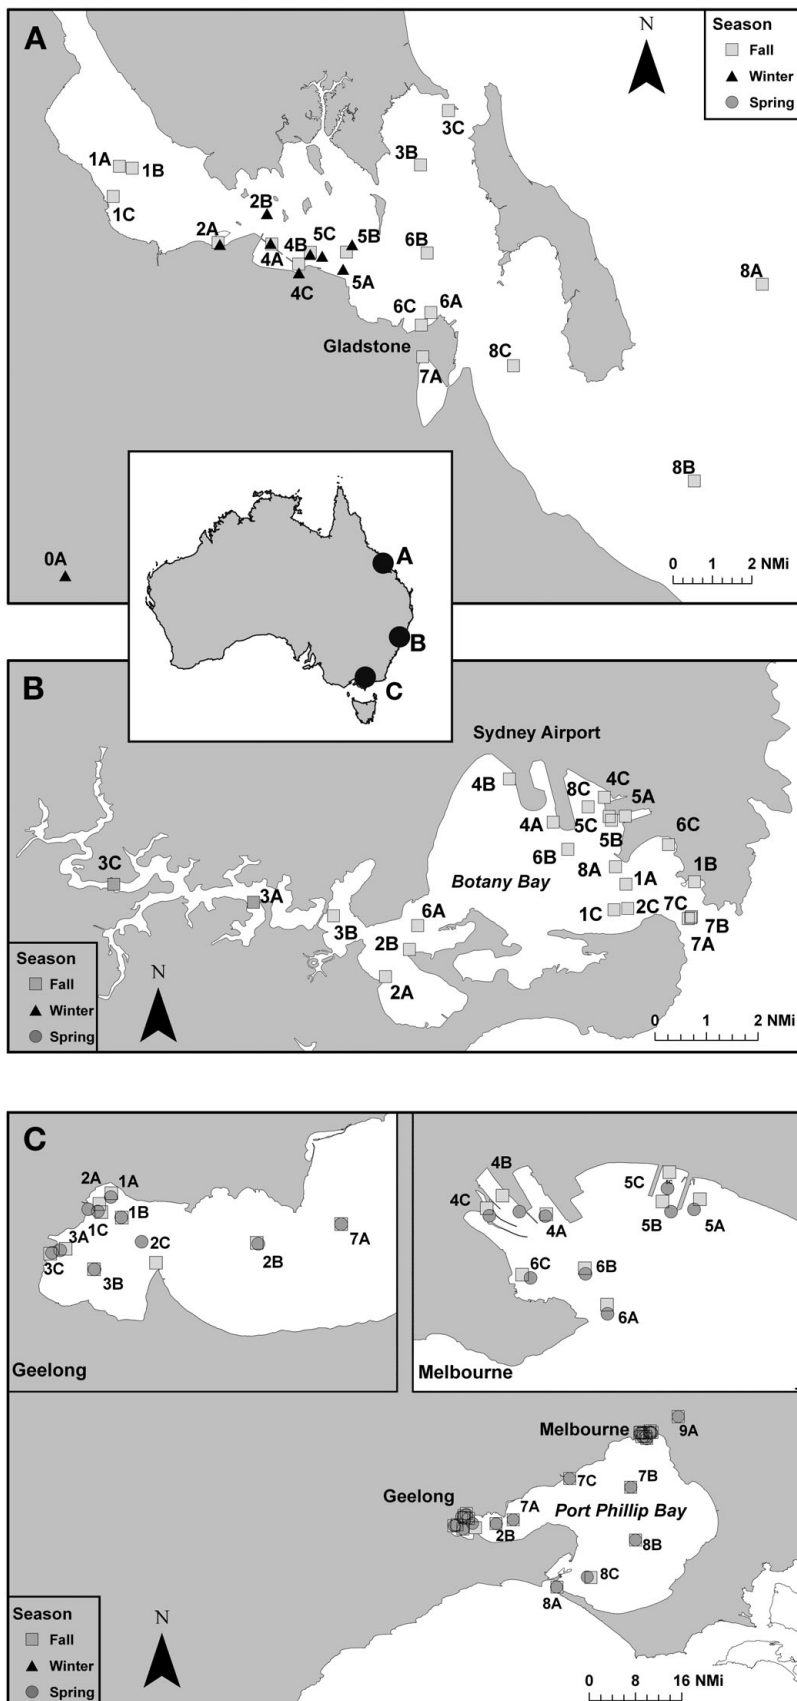 A
N
Season
Fall
Winter
Spring
3C
3B
1A
1B
1C
2B
2A
4B
5C
5B
4A
5A
4C
6B
8A
6C
6A
Gladstone
7A
8C
8B
0A
0 1 2 NMi
A
B
C
B
Sydney Airport
4B
8C
4C
5A
4A
5C
5B
6C
6B
8A
1B
Botany Bay
1A
3C
3A
3B
6A
1C
2C
7C
7B
7A
2B
2A
Season
Fall
Winter
Spring
N
0 1 2 NMi
C
2A
1A
1C
1B
3A
2C
7A
3C
3B
2B
Geelong
4B
4C
4A
5C
5B
5A
6C
6B
6A
Melbourne
Melbourne
9A
7C
7B
Geelong
7A
Port Phillip Bay
2B
8B
8C
8A
Season
Fall
Winter
Spring
N
0 8 16 NMi